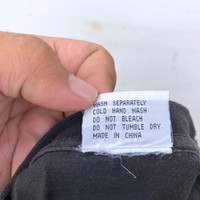 WASH SEPARATELY
COLD HAND WASH
DO NOT BLEACH
DO NOT TUMBLE DRY
MADE IN CHINA